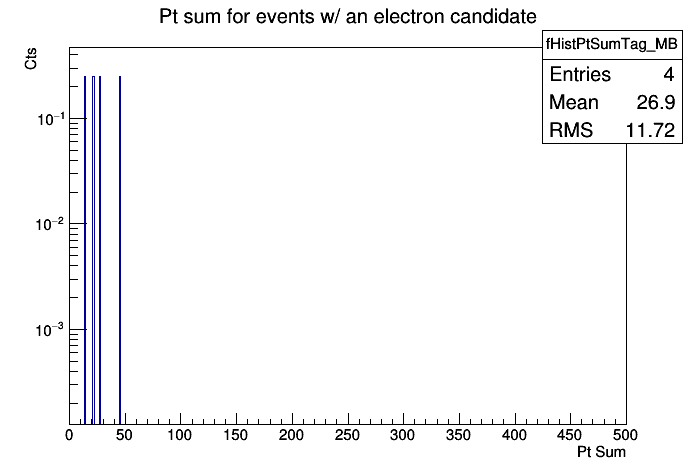 Pt sum for events w/ an electron candidate
fHistPtSumTag_MB
Entries 4
Mean 26.9
RMS 11.72
Cts
10−1
10−2
10−3
0 50 100 150 200 250 300 350 400 450 500
Pt Sum